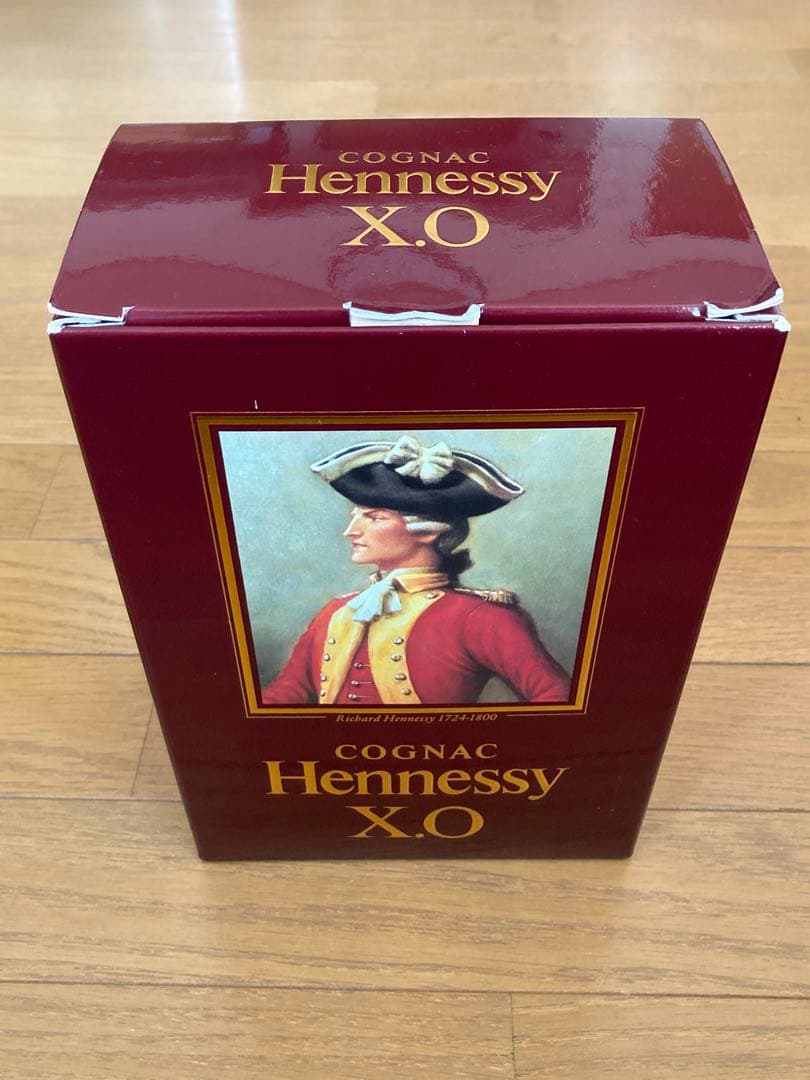 COGNAC
Hennessy
X.O
Richard Hennessy 1724-1800
COGNAC
Hennessy
X.O